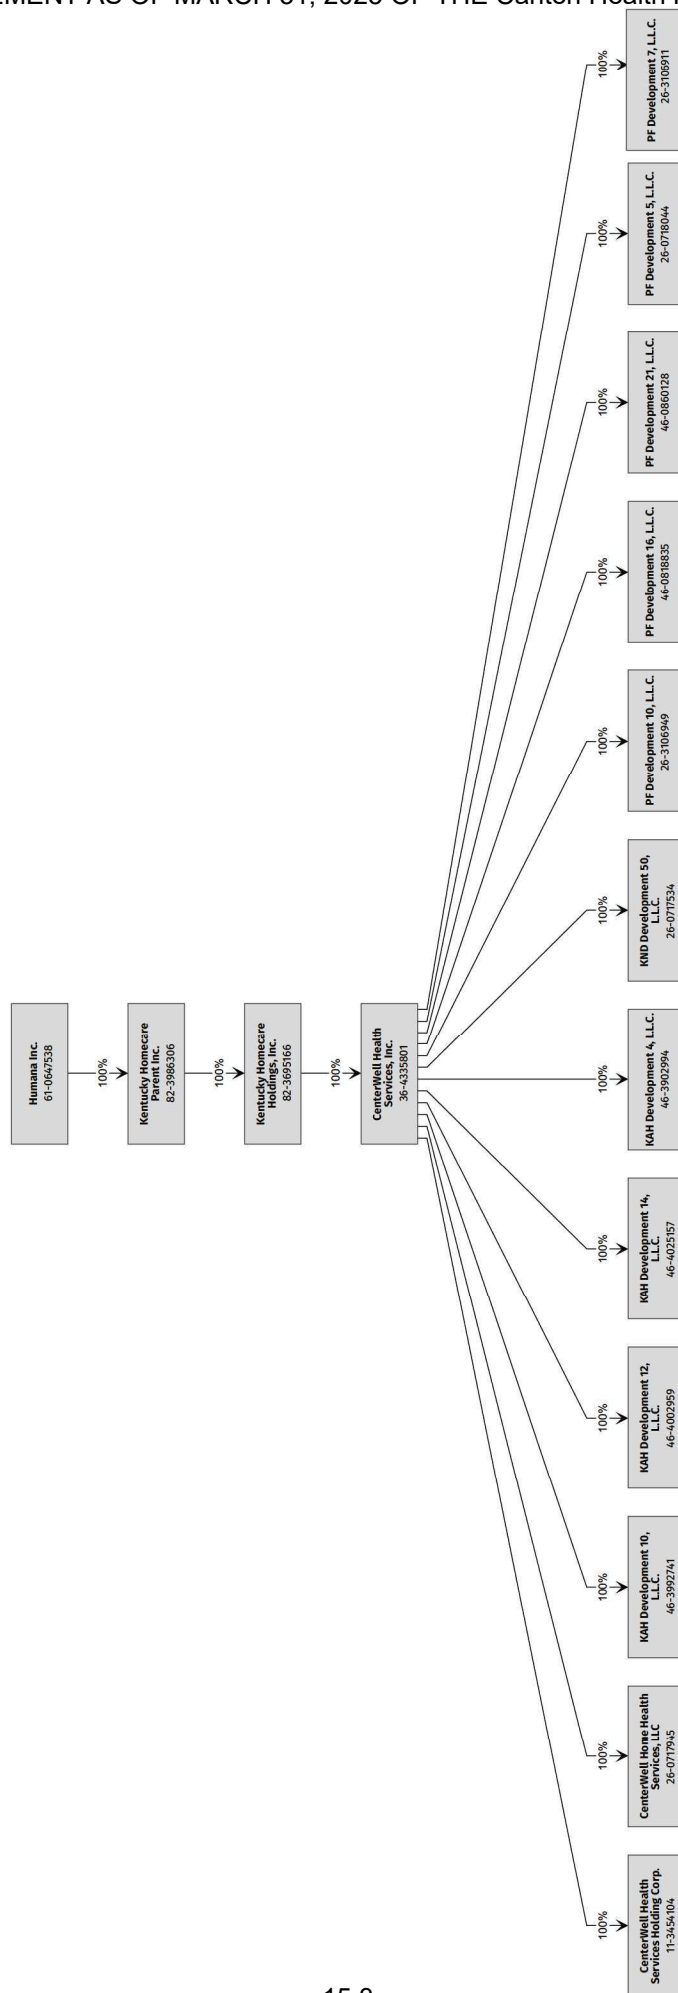 EMENT AS OF MARCH 31, 2025 OF THE
Humana Inc.
61-0647538
100%
Kentucky Homecare
Parent Inc.
82-3986306
100%
Kentucky Homecare
Holdings, Inc.
82-3695166
100%
CenterWell Health
Services, Inc.
36-4335801
100%
CenterWell Health
Services Holding Corp.
11-3454104
100%
CenterWell Home Health
Services, LLC
26-0717945
100%
KAH Development 10,
L.L.C.
46-3992741
100%
KAH Development 12,
L.L.C.
46-4002959
100%
KAH Development 14,
L.L.C.
46-4025157
100%
KAH Development 4, L.L.C.
46-3902994
100%
KND Development 50,
L.L.C.
26-0717534
100%
PF Development 10, L.L.C.
26-3106949
100%
PF Development 16, L.L.C.
46-0818835
100%
PF Development 21, L.L.C.
46-0860128
100%
PF Development 5, L.L.C.
26-0718044
100%
PF Development 7, L.L.C.
26-3106911